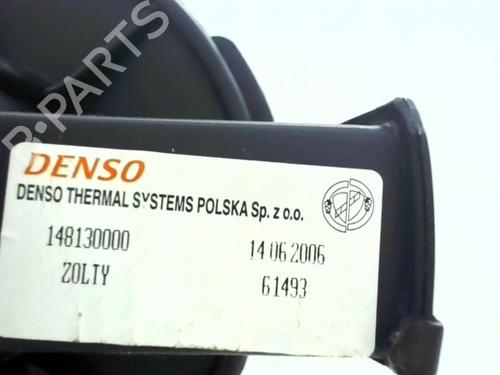 B-PARTS
DENSO
DENSO THERMAL SYSTEMS POLSKA Sp. z o.o.
148130000 14 06 2006
ZOLTY 61493